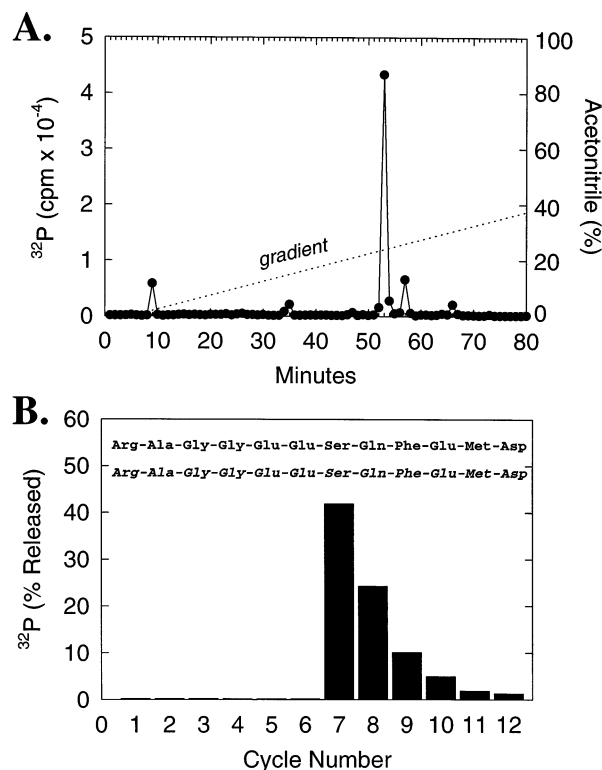 A.
5
4
3
2
1
0
³²P (cpm x 10⁻⁴)
100
80
60
40
20
0
Acetonitrile (%)
gradient
0 10 20 30 40 50 60 70 80
Minutes
B.
60
50
40
30
20
10
0
³²P (% Released)
Arg-Ala-Gly-Gly-Glu-Glu-Ser-Gln-Phe-Glu-Met-Asp
Arg-Ala-Gly-Gly-Glu-Glu-Ser-Gln-Phe-Glu-Met-Asp
0 1 2 3 4 5 6 7 8 9 10 11 12
Cycle Number